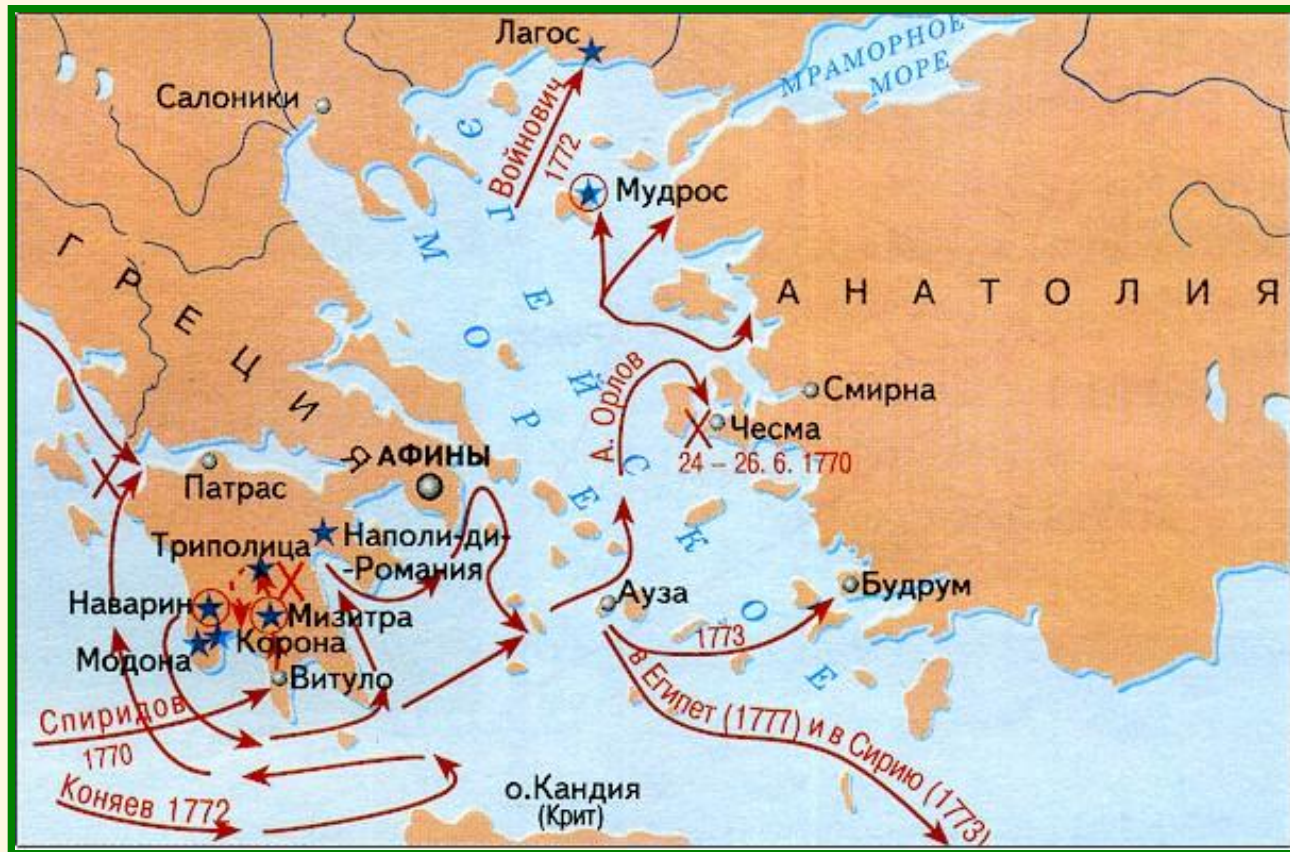 Лагос
МРАМОРНОЕ
МОРЕ
Салоники
Войнович
1772
Мудрос
ЭГЕЙСКОЕ
МОРЕ
ГРЕЦИЯ
АНАТОЛИЯ
А. Орлов
Смирна
Чесма
24 – 26. 6. 1770
АФИНЫ
Патрас
Наполи-ди-
-Романия
Триполица
Наварин
Мизитра
Корона
Модона
Витуло
Ауза
Будрум
1773
Спиридов
1770
Коняев 1772
в Египет (1777) и в Сирию (1773)
о.Кандия
(Крит)